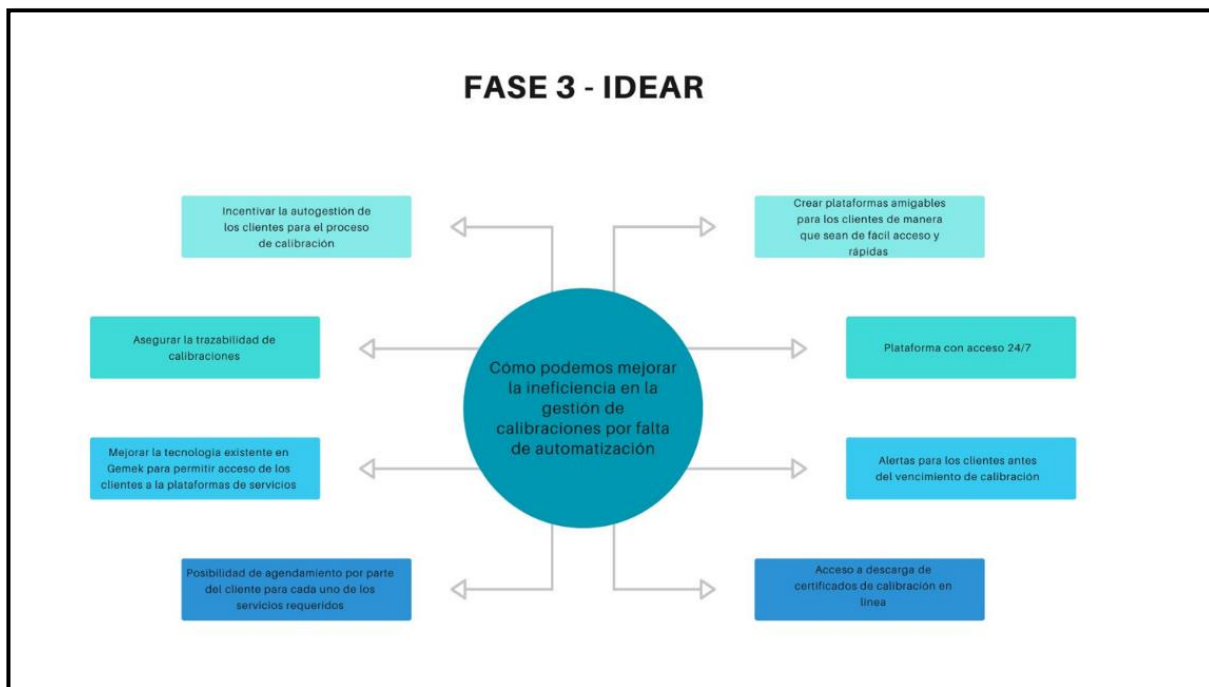 FASE 3 - IDEAR
Incentivar la autogestión de
los clientes para el proceso
de calibración
Crear plataformas amigables
para los clientes de manera
que sean de fácil acceso y
rápidas
Asegurar la trazabilidad de
calibraciones
Plataforma con acceso 24/7
Cómo podemos mejorar
la ineficiencia en la
gestión de
calibraciones por falta
de automatización
Mejorar la tecnologia existente en
Gemek para permitir acceso de los
clientes a la plataformas de servicios
Alertas para los clientes antes
del vencimiento de calibración
Posibilidad de agendamiento por parte
del cliente para cada uno de los
servicios requeridos
Acceso a descarga de
certificados de calibración en
linea